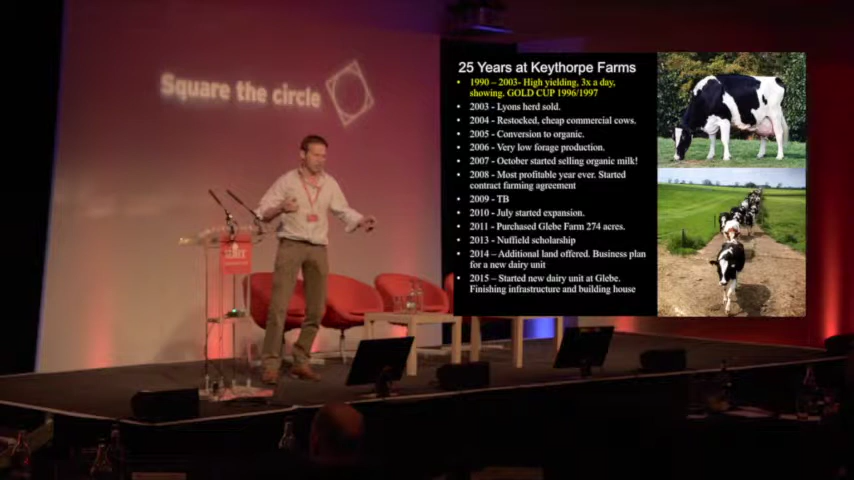 Square the circle
25 Years at Keythorpe Farms
• 1990 – 2003- High yielding, 3x a day,
showing. GOLD CUP 1996/1997
• 2003 - Lyons herd sold.
• 2004 - Restocked, cheap commercial cows.
• 2005 - Conversion to organic.
• 2006 - Very low forage production.
• 2007 - October started selling organic milk!
• 2008 - Most profitable year ever. Started
contract farming agreement
• 2009 - TB
• 2010 - July started expansion.
• 2011 - Purchased Glebe Farm 274 acres.
• 2013 - Nuffield scholarship
• 2014 – Additional land offered. Business plan
for a new dairy unit
• 2015 – Started new dairy unit at Glebe.
Finishing infrastructure and building house